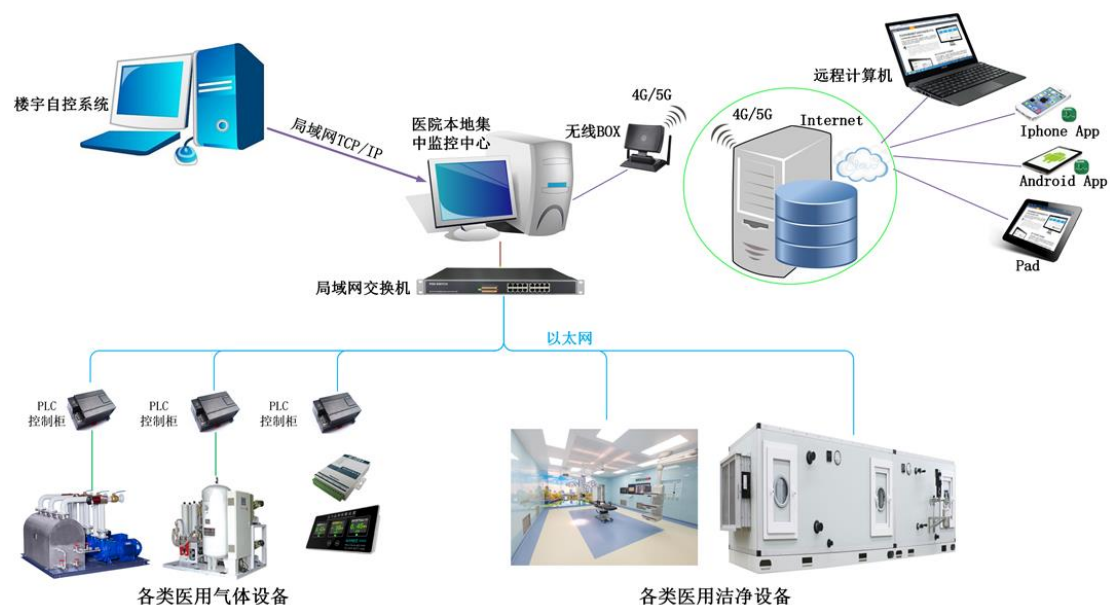 楼宇自控系统
局域网TCP/IP
医院本地集
中监控中心
无线BOX
4G/5G
4G/5G
Internet
远程计算机
Iphone App
Android App
Pad
局域网交换机
以太网
PLC
控制柜
PLC
控制柜
PLC
控制柜
各类医用气体设备
各类医用洁净设备